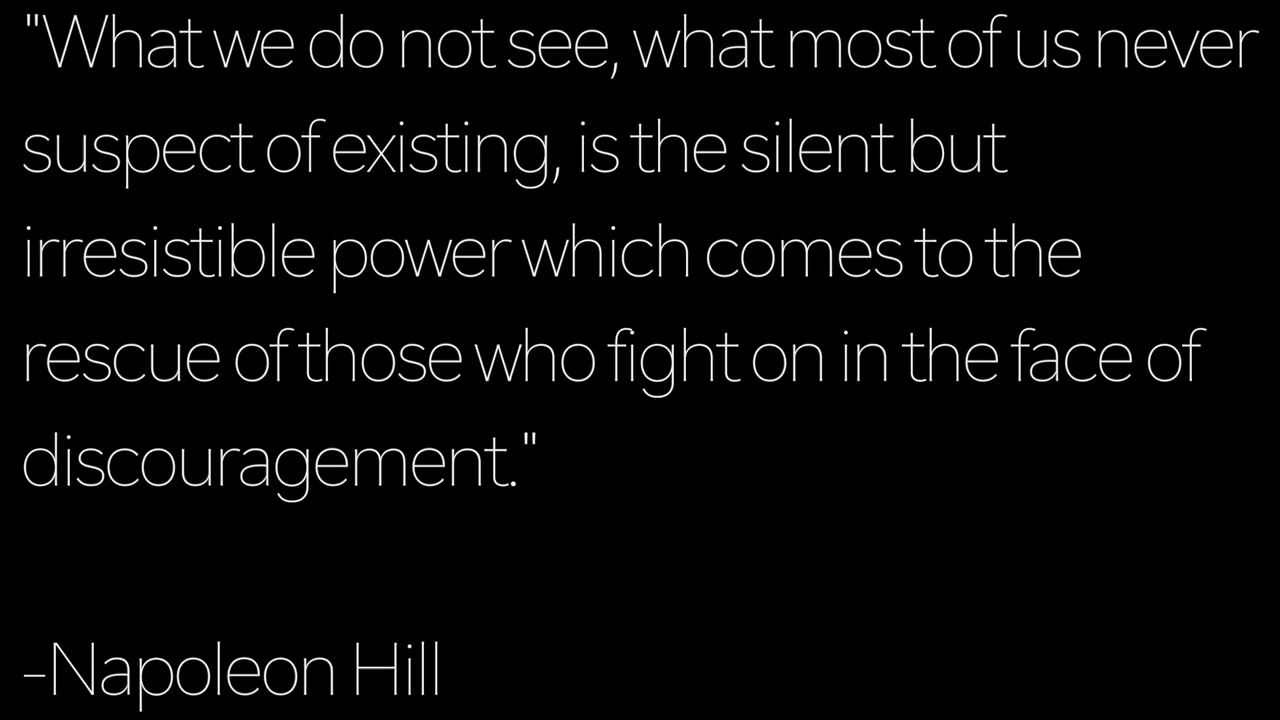 "What we do not see, what most of us never
suspect of existing, is the silent but
irresistible power which comes to the
rescue of those who fight on in the face of
discouragement."
-Napoleon Hill